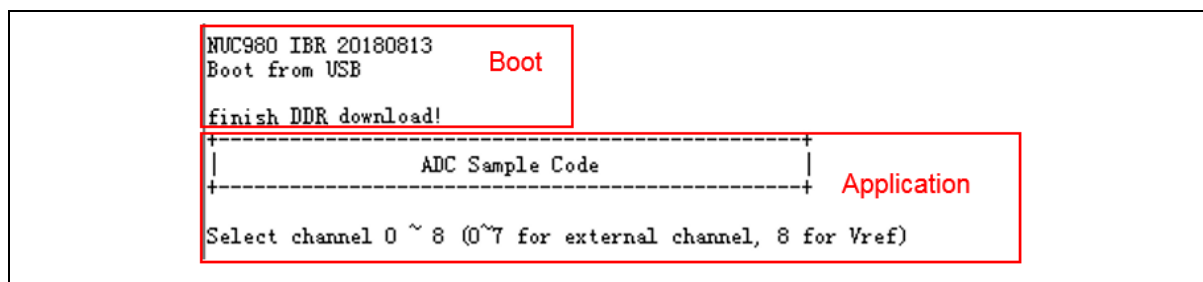 NUC980 IBR 20180813
Boot from USB
Boot
finish DDR download!
+-------------------------------------------------+
|                 ADC Sample Code                 |
+-------------------------------------------------+
Application
Select channel 0 ~ 8 (0~7 for external channel, 8 for Vref)